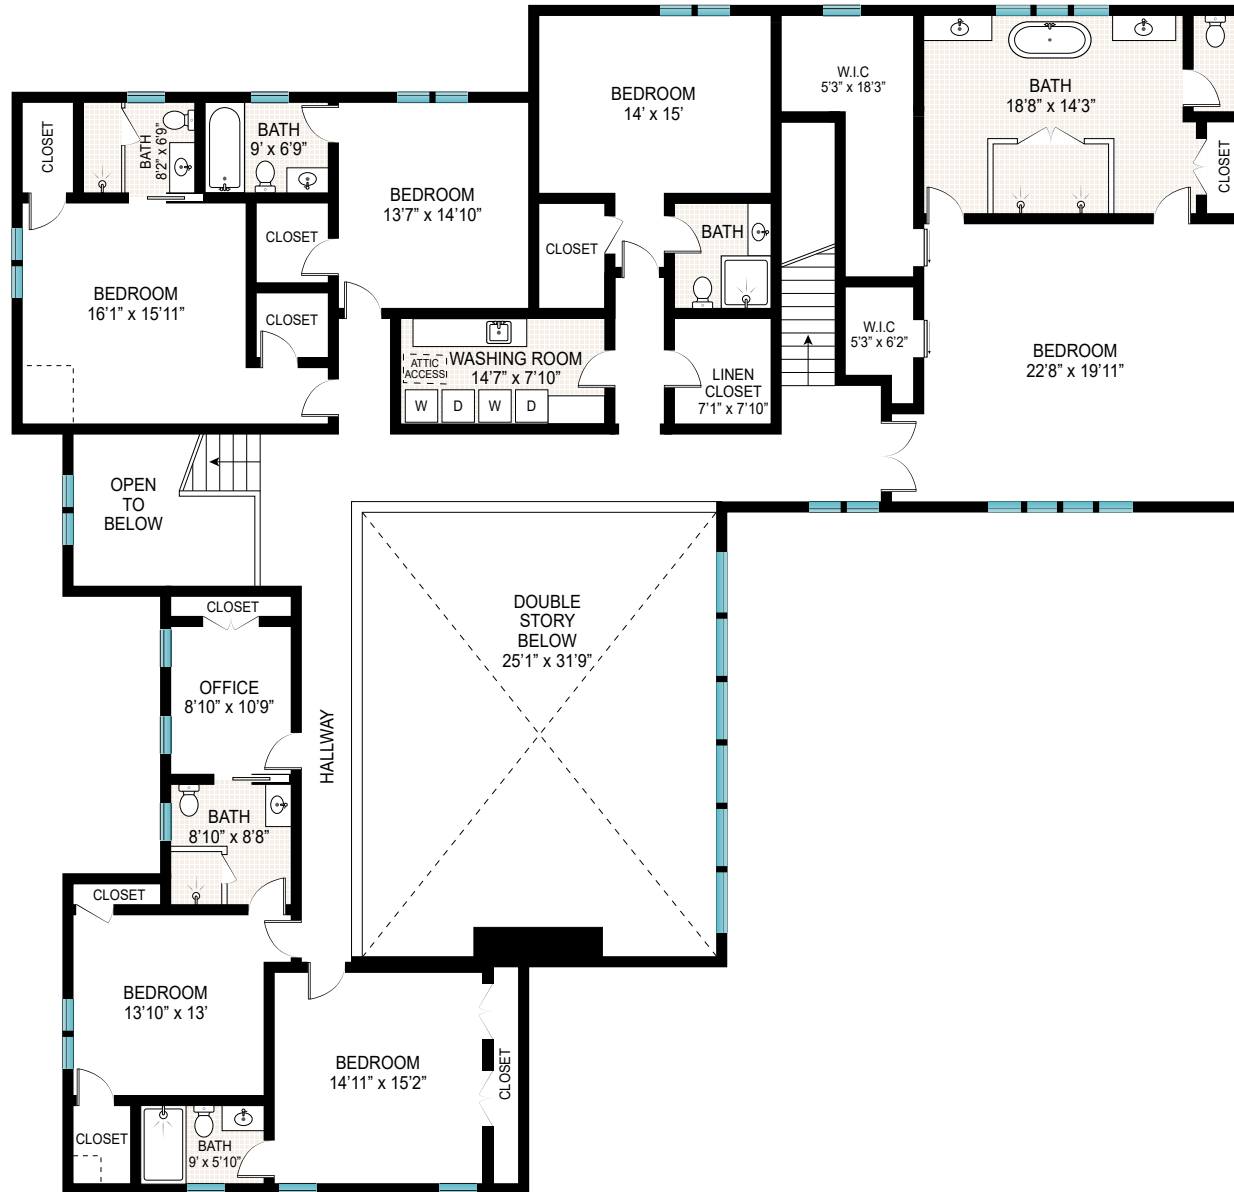 W.I.C
5'3" x 18'3"
BATH
18'8" x 14'3"
CLOSET
BEDROOM
14' x 15'
CLOSET
BATH
8'2" x 6'9"
BATH
9' x 6'9"
BEDROOM
13'7" x 14'10"
CLOSET
CLOSET
BATH
BEDROOM
16'1" x 15'11"
CLOSET
ATTIC
ACCESS!
WASHING ROOM
14'7" x 7'10"
W D W D
LINEN
CLOSET
7'1" x 7'10"
W.I.C
5'3" x 6'2"
BEDROOM
22'8" x 19'11"
OPEN
TO
BELOW
CLOSET
OFFICE
8'10" x 10'9"
HALLWAY
DOUBLE
STORY
BELOW
25'1" x 31'9"
BATH
8'10" x 8'8"
CLOSET
BEDROOM
13'10" x 13'
BEDROOM
14'11" x 15'2"
CLOSET
CLOSET
BATH
9' x 5'10"